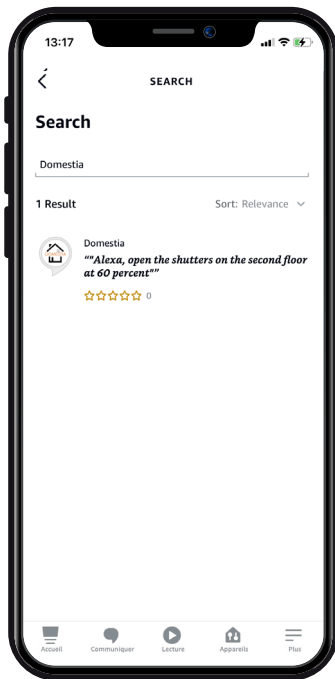 13:17
SEARCH
Search
Domestia
1 Result
Sort: Relevance
Domestia
“"Alexa, open the shutters on the second floor
at 60 percent"”
0
Accueil
Communiquer
Lecture
Appareils
Plus